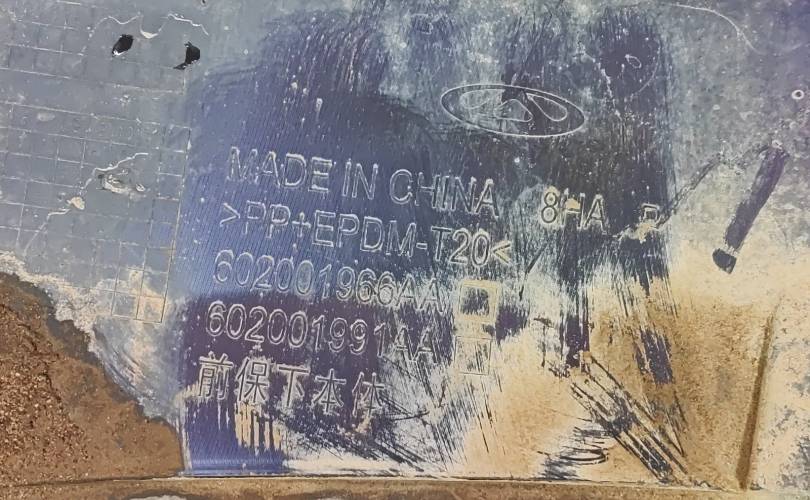 MADE IN CHINA 8HA P
>PP+EPDM-T20<
602001966AA
602001991AA
前保下本体